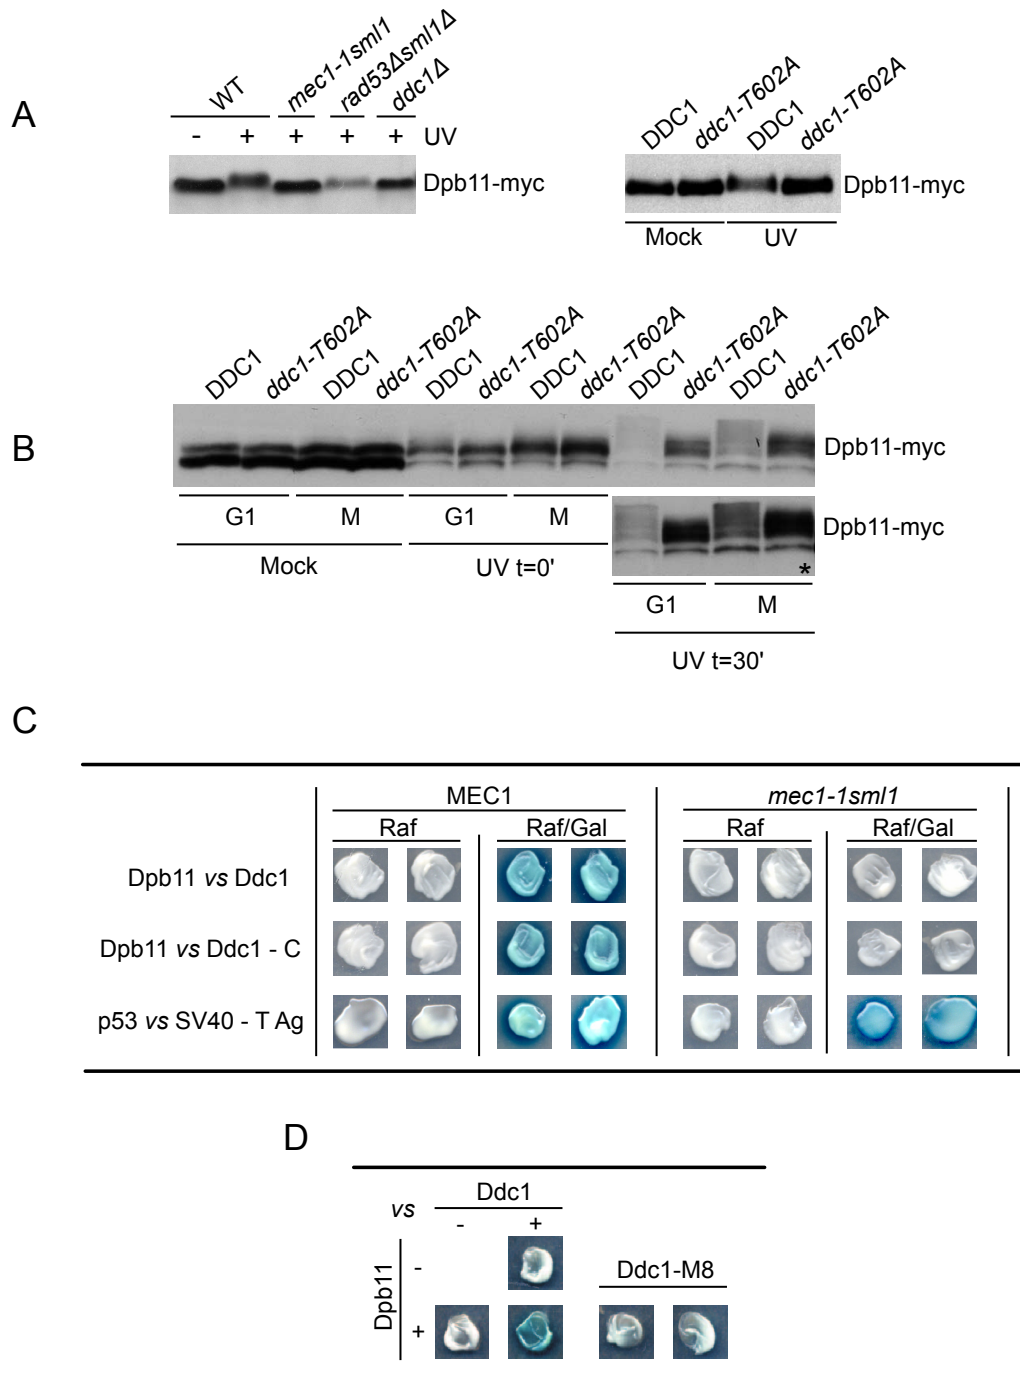 A
WT
mec1-1sml1
rad53Δsml1Δ
ddc1Δ
- + + + + UV
Dpb11-myc
DDC1
ddc1-T602A
DDC1
ddc1-T602A
Dpb11-myc
Mock UV
B
DDC1
ddc1-T602A
DDC1
ddc1-T602A
DDC1
ddc1-T602A
DDC1
ddc1-T602A
DDC1
ddc1-T602A
DDC1
ddc1-T602A
Dpb11-myc
G1 M G1 M
Dpb11-myc
Mock UV t=0'
*
G1 M
UV t=30'
C
MEC1 mec1-1sml1
Raf Raf/Gal Raf Raf/Gal
Dpb11 vs Ddc1
Dpb11 vs Ddc1 - C
p53 vs SV40 - T Ag
D
Ddc1
vs
- +
Dpb11
-
Ddc1-M8
+